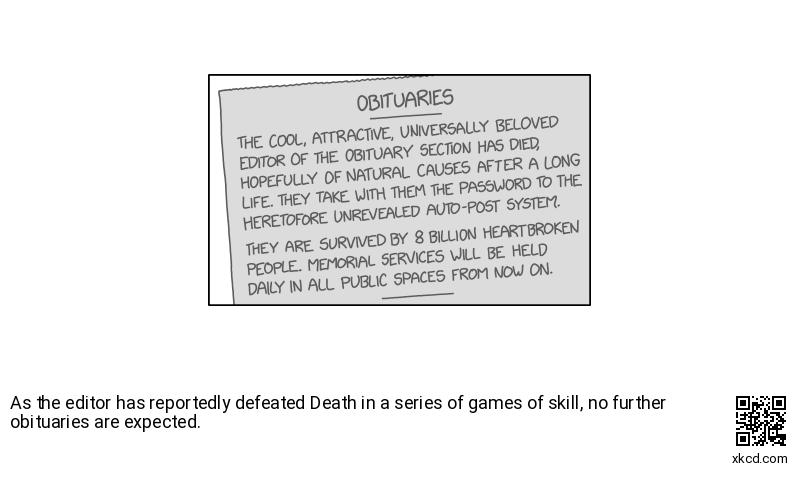 OBITUARIES
THE COOL, ATTRACTIVE, UNIVERSALLY BELOVED
EDITOR OF THE OBITUARY SECTION HAS DIED,
HOPEFULLY OF NATURAL CAUSES AFTER A LONG
LIFE. THEY TAKE WITH THEM THE PASSWORD TO THE
HERETOFORE UNREVEALED AUTO-POST SYSTEM.
THEY ARE SURVIVED BY 8 BILLION HEARTBROKEN
PEOPLE. MEMORIAL SERVICES WILL BE HELD
DAILY IN ALL PUBLIC SPACES FROM NOW ON.
As the editor has reportedly defeated Death in a series of games of skill, no further
obituaries are expected.
xkcd.com